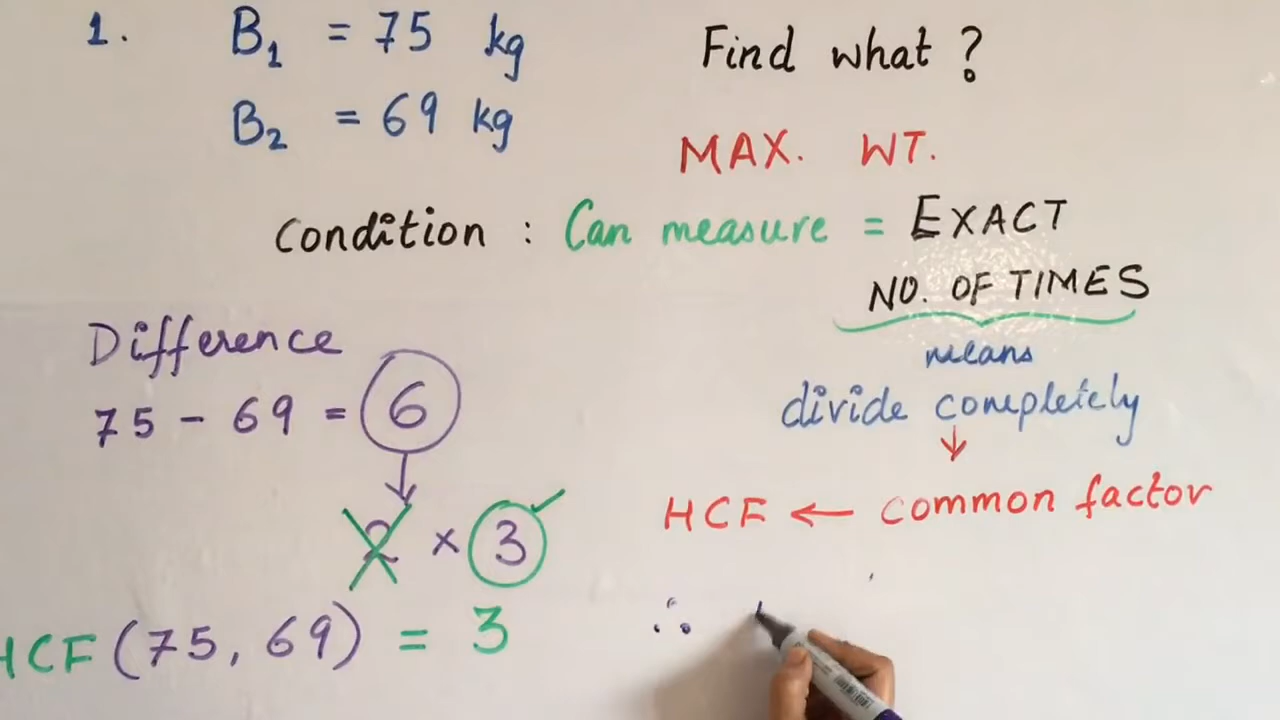 1. B₁ = 75 kg
B₂ = 69 kg
Find what ?
MAX. WT.
Condition : Can measure = EXACT
NO. OF TIMES
means
divide completely
↓
HCF ← common factor
Difference
75 - 69 = 6
↓
2 × 3 ✓
HCF (75, 69) = 3
∴